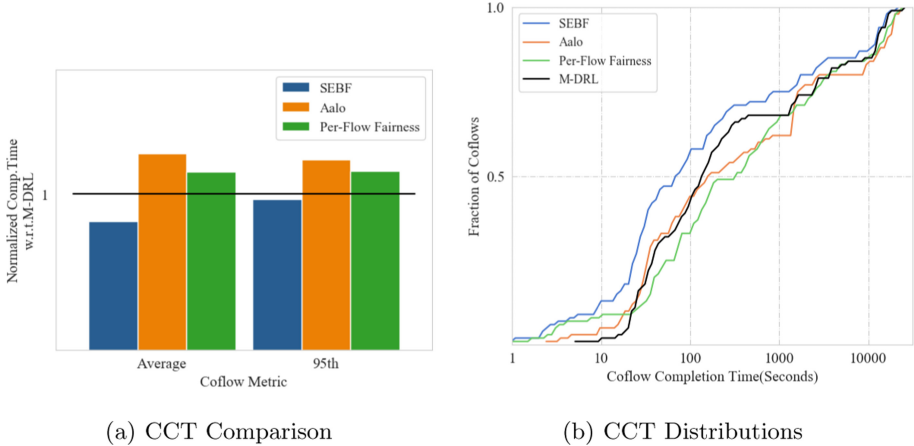 Normalized Comp.Time
w.r.t.M-DRL
1
SEBF
Aalo
Per-Flow Fairness
Average
95th
Coflow Metric
(a) CCT Comparison
Fraction of Coflows
1.0
0.5
SEBF
Aalo
Per-Flow Fairness
M-DRL
1
10
100
1000
10000
Coflow Completion Time(Seconds)
(b) CCT Distributions